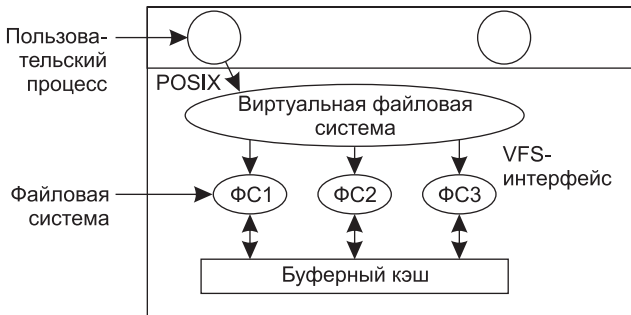 Пользова-
тельский
процесс
POSIX
Виртуальная файловая
система
VFS-
интерфейс
Файловая
система
ФС1
ФС2
ФС3
Буферный кэш